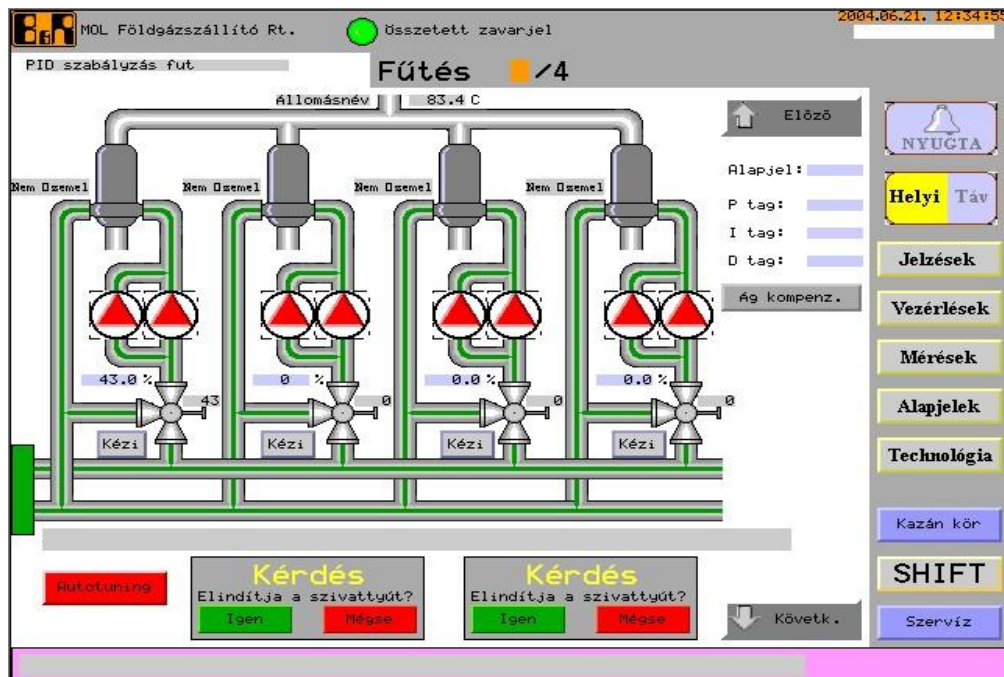 B&R MOL Földgázszállító Rt. Összetett zavarjel 2004.06.21. 12:34:55
PID szabályzás fut
Fűtés /4
Állomásnév 83.4 C
Előző
NYUGTA
Nem Üzemel Nem Üzemel Nem Üzemel Nem Üzemel
Alapjel:
Helyi Táv
P tag:
I tag:
D tag:
Jelzések
Ág kompenz.
Vezérlések
Mérések
43.0 % 0 % 0.0 % 0.0 %
43 0 0 0
Alapjelek
Kézi Kézi Kézi Kézi
Technológia
Kazán kör
Autotuning
Kérdés
Elindítja a szivattyút?
Igen Mégse
Kérdés
Elindítja a szivattyút?
Igen Mégse
SHIFT
Követk.
Szervíz